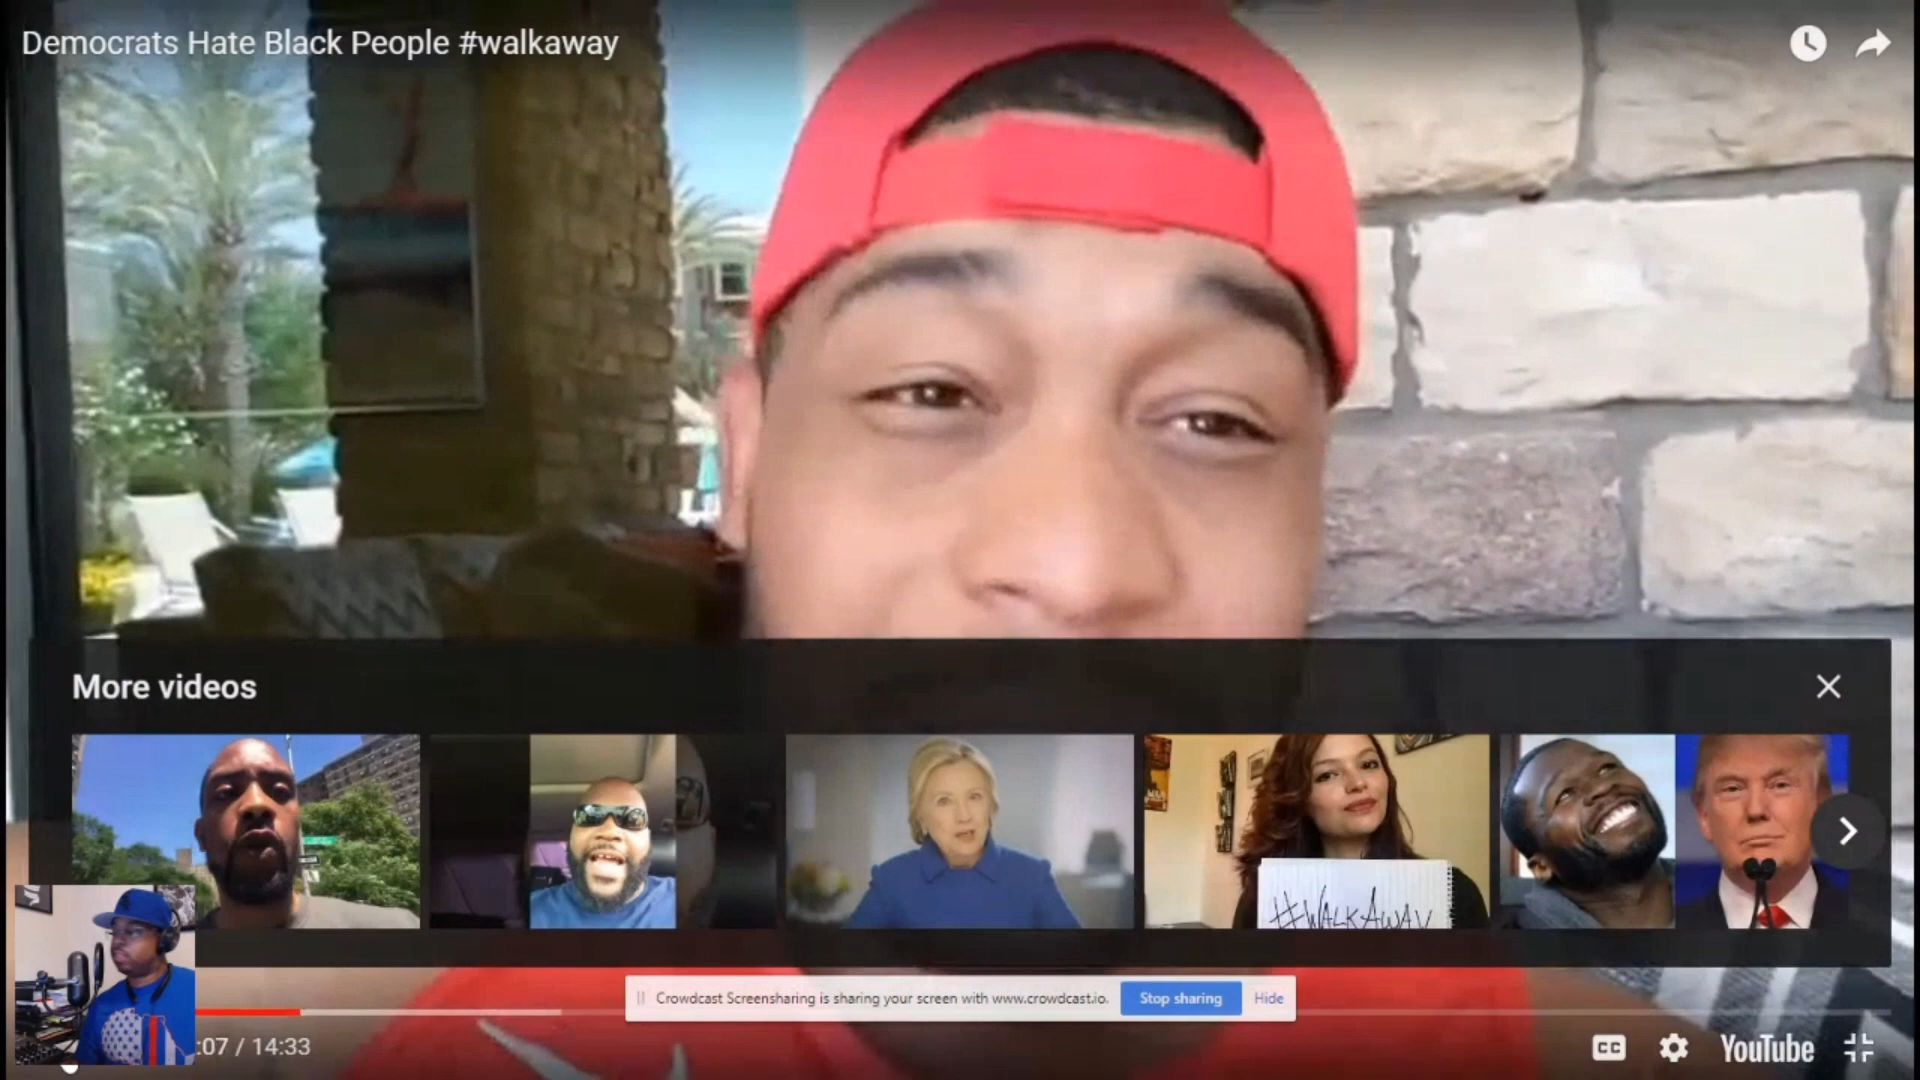 Democrats Hate Black People #walkaway
More videos
#WALKAWAY
Crowdcast Screensharing is sharing your screen with www.crowdcast.io.
Stop sharing
Hide
:07 / 14:33
CC
YouTube